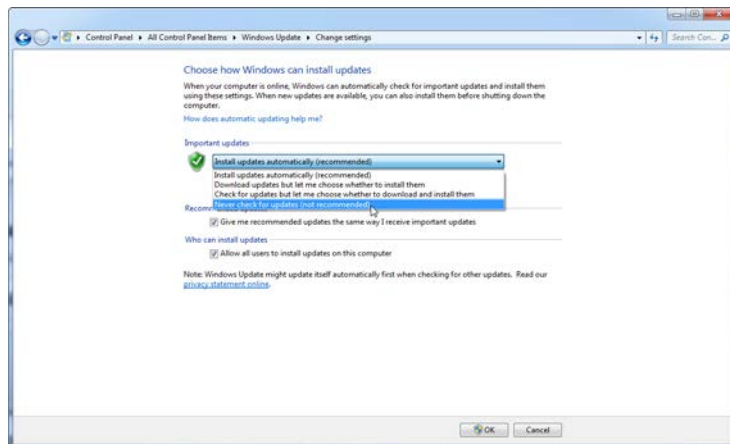 Control Panel ▸ All Control Panel Items ▸ Windows Update ▸ Change settings
Search Con...
Choose how Windows can install updates
When your computer is online, Windows can automatically check for important updates and install them
using these settings. When new updates are available, you can also install them before shutting down the
computer.
How does automatic updating help me?
Important updates
Install updates automatically (recommended)
Install updates automatically (recommended)
Download updates but let me choose whether to install them
Check for updates but let me choose whether to download and install them
Never check for updates (not recommended)
Give me recommended updates the same way I receive important updates
Who can install updates
Allow all users to install updates on this computer
Note: Windows Update might update itself automatically first when checking for other updates. Read our
privacy statement online.
OK
Cancel